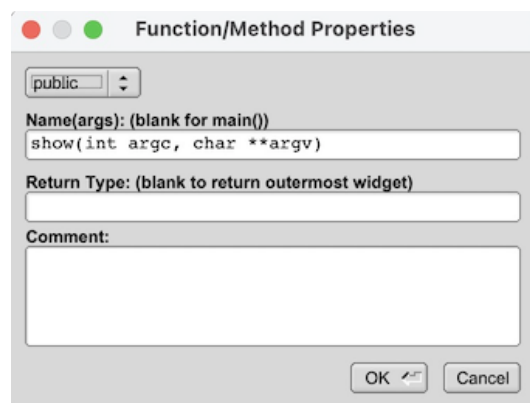 Function/Method Properties
public
Name(args): (blank for main())
show(int argc, char **argv)
Return Type: (blank to return outermost widget)
Comment:
OK Cancel